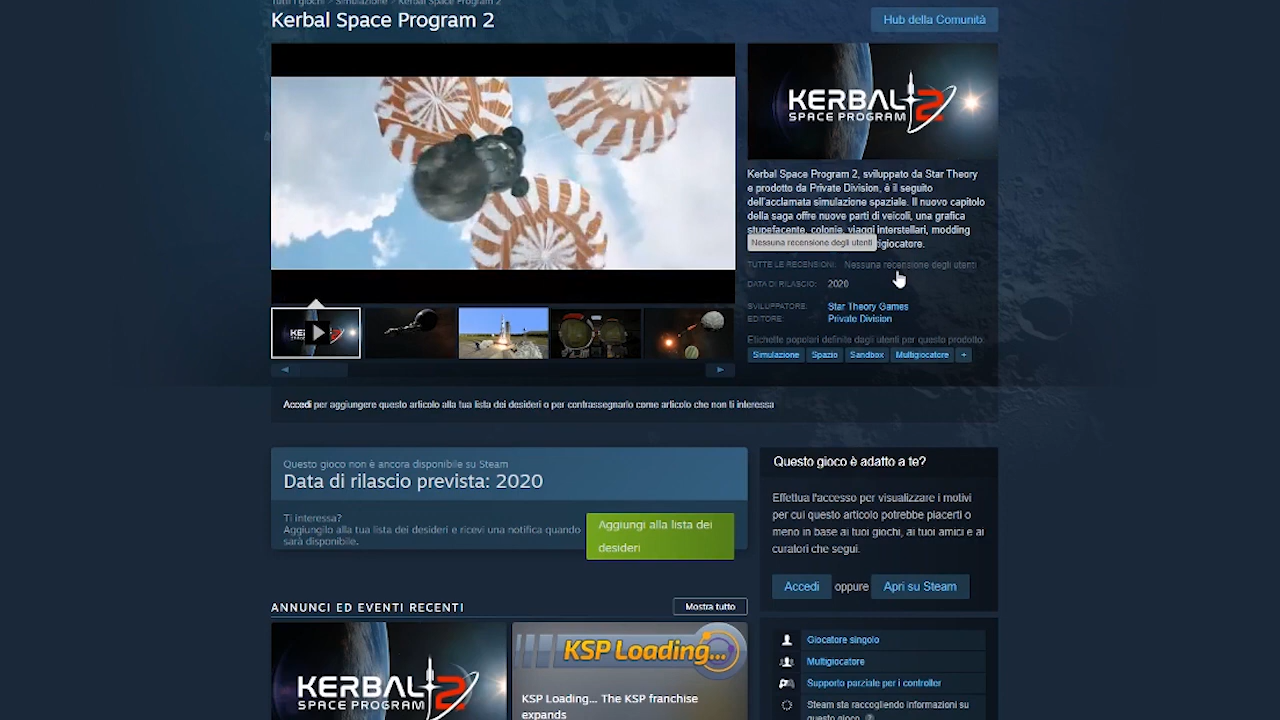 Tutti i giochi > Simulazione > Kerbal Space Program 2
Kerbal Space Program 2
Hub della Comunità
KERBAL 2
SPACE PROGRAM
Kerbal Space Program 2, sviluppato da Star Theory
e prodotto da Private Division, è il seguito
dell'acclamata simulazione spaziale. Il nuovo capitolo
della saga offre nuove parti di veicoli, una grafica
stupefacente, colonie, viaggi interstellari, modding
Nessuna recensione degli utenti
igiocatore.
TUTTE LE RECENSIONI: Nessuna recensione degli utenti
DATA DI RILASCIO: 2020
SVILUPPATORE: Star Theory Games
EDITORE: Private Division
Etichette popolari definite dagli utenti per questo prodotto:
Simulazione Spazio Sandbox Multigiocatore +
Accedi per aggiungere questo articolo alla tua lista dei desideri o per contrassegnarlo come articolo che non ti interessa
Questo gioco non è ancora disponibile su Steam
Data di rilascio prevista: 2020
Ti interessa?
Aggiungilo alla tua lista dei desideri e ricevi una notifica quando
sarà disponibile.
Aggiungi alla lista dei
desideri
Questo gioco è adatto a te?
Effettua l'accesso per visualizzare i motivi
per cui questo articolo potrebbe piacerti o
meno in base ai tuoi giochi, ai tuoi amici e ai
curatori che segui.
Accedi oppure Apri su Steam
ANNUNCI ED EVENTI RECENTI
Mostra tutto
KERBAL 2
SPACE PROGRAM
KSP Loading...
KSP Loading... The KSP franchise
expands
Giocatore singolo
Multigiocatore
Supporto parziale per i controller
Steam sta raccogliendo informazioni su
questo gioco